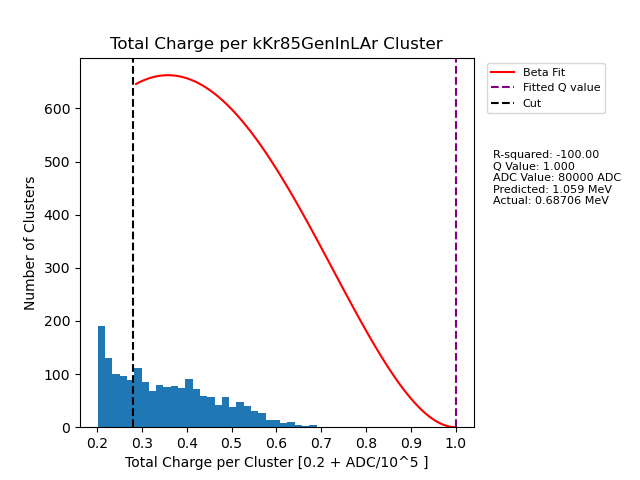 Total Charge per kKr85GenInLAr Cluster
Beta Fit
Fitted Q value
Cut
R-squared: -100.00
Q Value: 1.000
ADC Value: 80000 ADC
Predicted: 1.059 MeV
Actual: 0.68706 MeV
Number of Clusters
600
500
400
300
200
100
0
0.2 0.3 0.4 0.5 0.6 0.7 0.8 0.9 1.0
Total Charge per Cluster [0.2 + ADC/10^5 ]